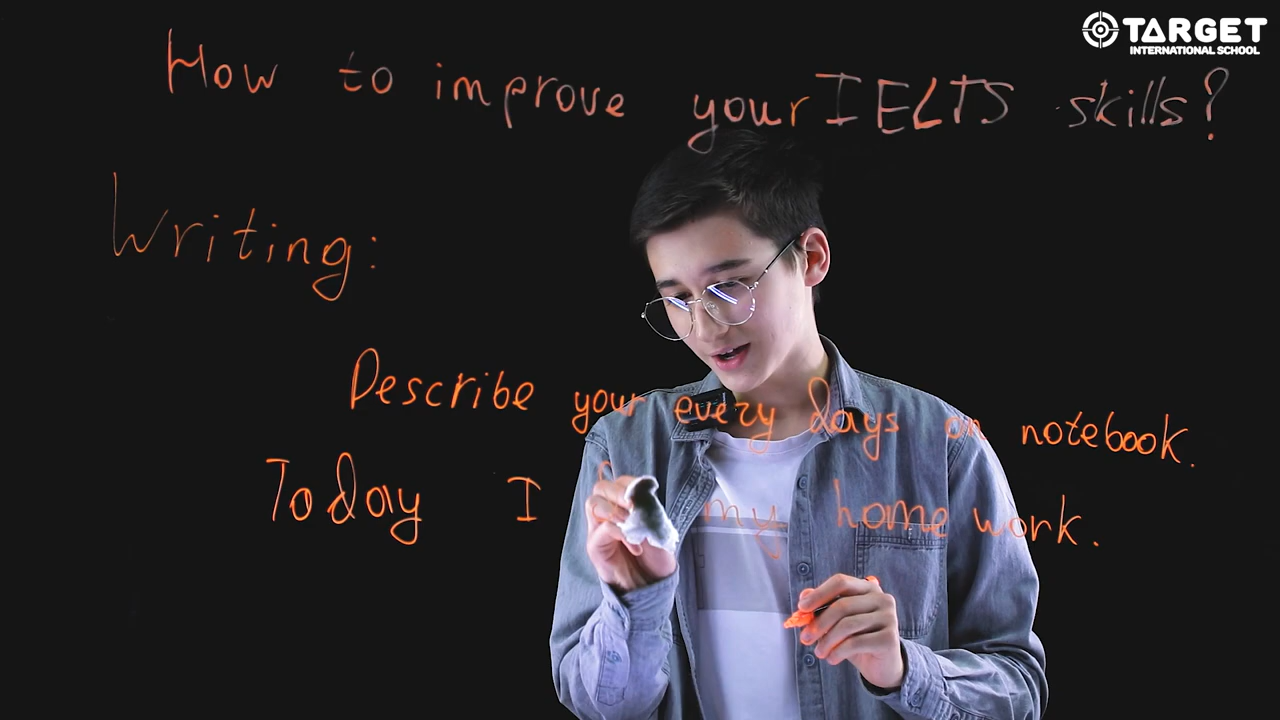 TARGET
INTERNATIONAL SCHOOL
How to improve your IELTS skills?
Writing:
Describe your every days on notebook.
Today I my home work.